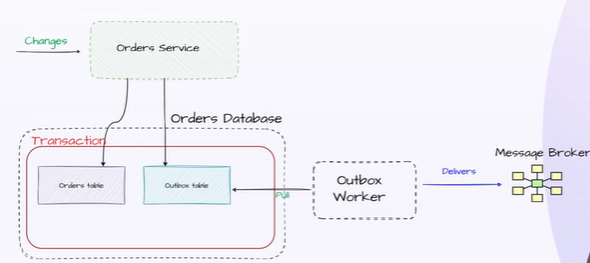 Changes
Orders Service
Orders Database
Transaction
Orders table
Outbox table
Pull
Outbox
Worker
Delivers
Message Broker